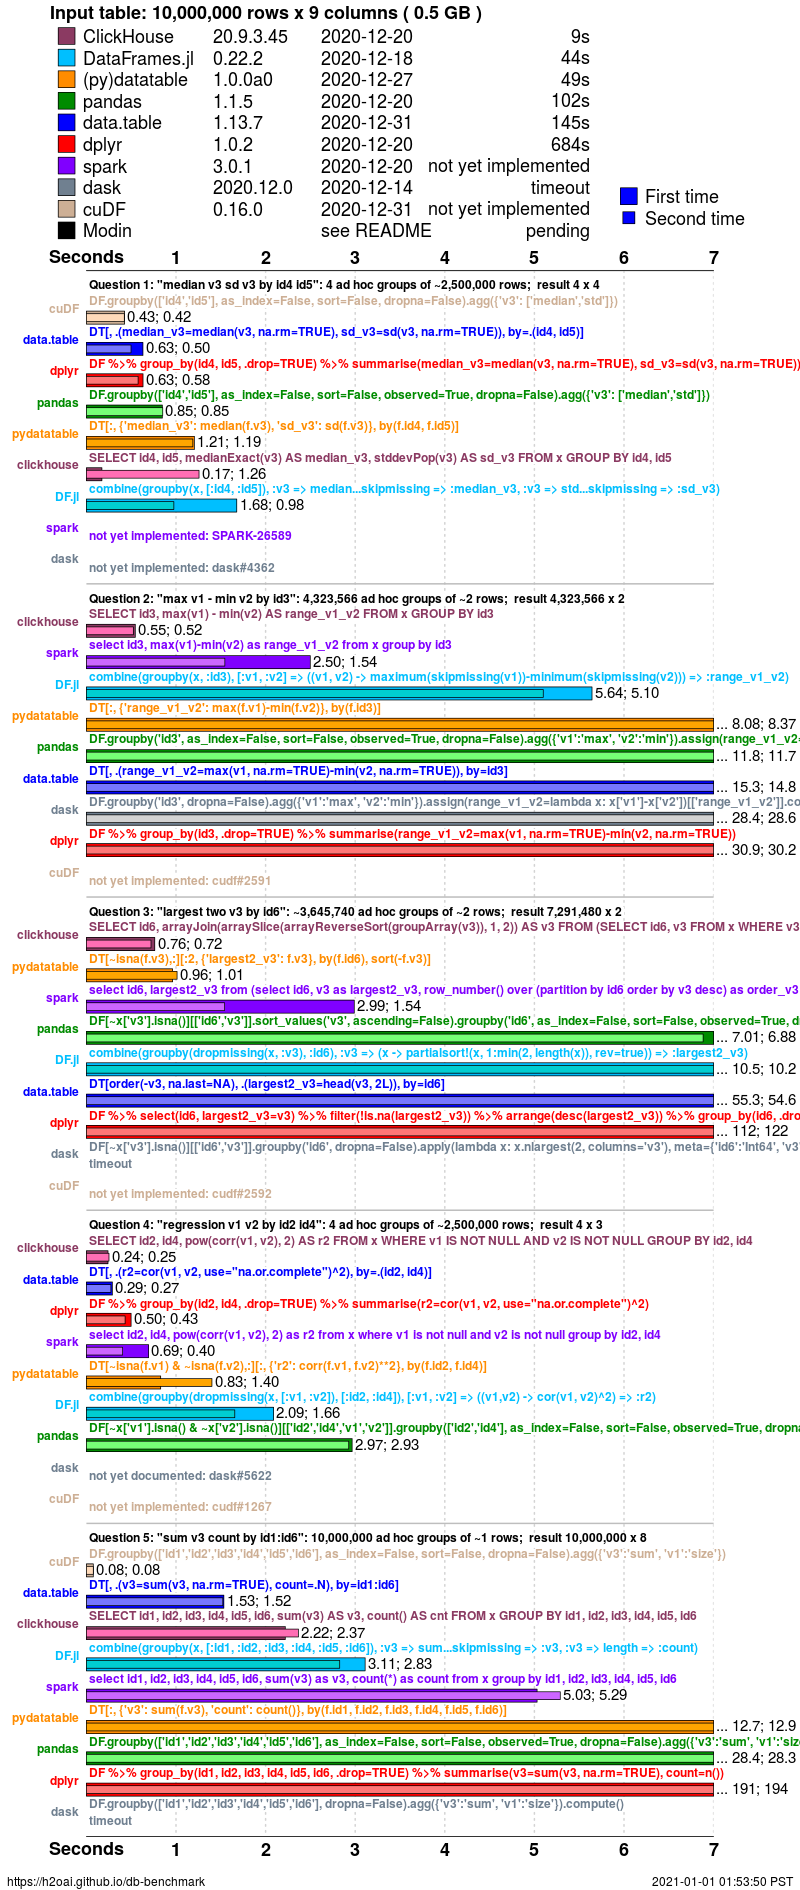 Input table: 10,000,000 rows x 9 columns ( 0.5 GB )
ClickHouse 20.9.3.45 2020-12-20 9s
DataFrames.jl 0.22.2 2020-12-18 44s
(py)datatable 1.0.0a0 2020-12-27 49s
pandas 1.1.5 2020-12-20 102s
data.table 1.13.7 2020-12-31 145s
dplyr 1.0.2 2020-12-20 684s
spark 3.0.1 2020-12-20 not yet implemented
dask 2020.12.0 2020-12-14 timeout
First time
cuDF 0.16.0 2020-12-31 not yet implemented
Second time
Modin see README pending
Seconds 1 2 3 4 5 6 7
Question 1: "median v3 sd v3 by id4 id5": 4 ad hoc groups of ~2,500,000 rows;  result 4 x 4
DF.groupby(['id4','id5'], as_index=False, sort=False, dropna=False).agg({'v3': ['median','std']})
cuDF 0.43; 0.42
DT[, .(median_v3=median(v3, na.rm=TRUE), sd_v3=sd(v3, na.rm=TRUE)), by=.(id4, id5)]
data.table 0.63; 0.50
DF %>% group_by(id4, id5, .drop=TRUE) %>% summarise(median_v3=median(v3, na.rm=TRUE), sd_v3=sd(v3, na.rm=TRUE))
dplyr 0.63; 0.58
DF.groupby(['id4','id5'], as_index=False, sort=False, observed=True, dropna=False).agg({'v3': ['median','std']})
pandas 0.85; 0.85
DT[:, {'median_v3': median(f.v3), 'sd_v3': sd(f.v3)}, by(f.id4, f.id5)]
pydatatable 1.21; 1.19
SELECT id4, id5, medianExact(v3) AS median_v3, stddevPop(v3) AS sd_v3 FROM x GROUP BY id4, id5
clickhouse 0.17; 1.26
combine(groupby(x, [:id4, :id5]), :v3 => median...skipmissing => :median_v3, :v3 => std...skipmissing => :sd_v3)
DF.jl 1.68; 0.98
spark
not yet implemented: SPARK-26589
dask
not yet implemented: dask#4362
Question 2: "max v1 - min v2 by id3": 4,323,566 ad hoc groups of ~2 rows;  result 4,323,566 x 2
SELECT id3, max(v1) - min(v2) AS range_v1_v2 FROM x GROUP BY id3
clickhouse 0.55; 0.52
select id3, max(v1)-min(v2) as range_v1_v2 from x group by id3
spark 2.50; 1.54
combine(groupby(x, :id3), [:v1, :v2] => ((v1, v2) -> maximum(skipmissing(v1))-minimum(skipmissing(v2))) => :range_v1_v2)
DF.jl 5.64; 5.10
DT[:, {'range_v1_v2': max(f.v1)-min(f.v2)}, by(f.id3)]
pydatatable ... 8.08; 8.37
DF.groupby('id3', as_index=False, sort=False, observed=True, dropna=False).agg({'v1':'max', 'v2':'min'}).assign(range_v1_v2=
pandas ... 11.8; 11.7
DT[, .(range_v1_v2=max(v1, na.rm=TRUE)-min(v2, na.rm=TRUE)), by=id3]
data.table ... 15.3; 14.8
DF.groupby('id3', dropna=False).agg({'v1':'max', 'v2':'min'}).assign(range_v1_v2=lambda x: x['v1']-x['v2'])[['range_v1_v2']].co
dask ... 28.4; 28.6
DF %>% group_by(id3, .drop=TRUE) %>% summarise(range_v1_v2=max(v1, na.rm=TRUE)-min(v2, na.rm=TRUE))
dplyr ... 30.9; 30.2
cuDF
not yet implemented: cudf#2591
Question 3: "largest two v3 by id6": ~3,645,740 ad hoc groups of ~2 rows;  result 7,291,480 x 2
SELECT id6, arrayJoin(arraySlice(arrayReverseSort(groupArray(v3)), 1, 2)) AS v3 FROM (SELECT id6, v3 FROM x WHERE v3
clickhouse 0.76; 0.72
DT[~isna(f.v3),:][:2, {'largest2_v3': f.v3}, by(f.id6), sort(-f.v3)]
pydatatable 0.96; 1.01
select id6, largest2_v3 from (select id6, v3 as largest2_v3, row_number() over (partition by id6 order by v3 desc) as order_v3
spark 2.99; 1.54
DF[~x['v3'].isna()][['id6','v3']].sort_values('v3', ascending=False).groupby('id6', as_index=False, sort=False, observed=True, d
pandas ... 7.01; 6.88
combine(groupby(dropmissing(x, :v3), :id6), :v3 => (x -> partialsort!(x, 1:min(2, length(x)), rev=true)) => :largest2_v3)
DF.jl ... 10.5; 10.2
DT[order(-v3, na.last=NA), .(largest2_v3=head(v3, 2L)), by=id6]
data.table ... 55.3; 54.6
DF %>% select(id6, largest2_v3=v3) %>% filter(!is.na(largest2_v3)) %>% arrange(desc(largest2_v3)) %>% group_by(id6, .dro
dplyr ... 112; 122
DF[~x['v3'].isna()][['id6','v3']].groupby('id6', dropna=False).apply(lambda x: x.nlargest(2, columns='v3'), meta={'id6':'Int64', 'v3'
dask
timeout
cuDF
not yet implemented: cudf#2592
Question 4: "regression v1 v2 by id2 id4": 4 ad hoc groups of ~2,500,000 rows;  result 4 x 3
SELECT id2, id4, pow(corr(v1, v2), 2) AS r2 FROM x WHERE v1 IS NOT NULL AND v2 IS NOT NULL GROUP BY id2, id4
clickhouse 0.24; 0.25
DT[, .(r2=cor(v1, v2, use="na.or.complete")^2), by=.(id2, id4)]
data.table 0.29; 0.27
DF %>% group_by(id2, id4, .drop=TRUE) %>% summarise(r2=cor(v1, v2, use="na.or.complete")^2)
dplyr 0.50; 0.43
select id2, id4, pow(corr(v1, v2), 2) as r2 from x where v1 is not null and v2 is not null group by id2, id4
spark 0.69; 0.40
DT[~isna(f.v1) & ~isna(f.v2),:][:, {'r2': corr(f.v1, f.v2)**2}, by(f.id2, f.id4)]
pydatatable 0.83; 1.40
combine(groupby(dropmissing(x, [:v1, :v2]), [:id2, :id4]), [:v1, :v2] => ((v1,v2) -> cor(v1, v2)^2) => :r2)
DF.jl 2.09; 1.66
DF[~x['v1'].isna() & ~x['v2'].isna()][['id2','id4','v1','v2']].groupby(['id2','id4'], as_index=False, sort=False, observed=True, dropna
pandas 2.97; 2.93
dask
not yet documented: dask#5622
cuDF
not yet implemented: cudf#1267
Question 5: "sum v3 count by id1:id6": 10,000,000 ad hoc groups of ~1 rows;  result 10,000,000 x 8
DF.groupby(['id1','id2','id3','id4','id5','id6'], as_index=False, sort=False, dropna=False).agg({'v3':'sum', 'v1':'size'})
cuDF 0.08; 0.08
DT[, .(v3=sum(v3, na.rm=TRUE), count=.N), by=id1:id6]
data.table 1.53; 1.52
SELECT id1, id2, id3, id4, id5, id6, sum(v3) AS v3, count() AS cnt FROM x GROUP BY id1, id2, id3, id4, id5, id6
clickhouse 2.22; 2.37
combine(groupby(x, [:id1, :id2, :id3, :id4, :id5, :id6]), :v3 => sum...skipmissing => :v3, :v3 => length => :count)
DF.jl 3.11; 2.83
select id1, id2, id3, id4, id5, id6, sum(v3) as v3, count(*) as count from x group by id1, id2, id3, id4, id5, id6
spark 5.03; 5.29
DT[:, {'v3': sum(f.v3), 'count': count()}, by(f.id1, f.id2, f.id3, f.id4, f.id5, f.id6)]
pydatatable ... 12.7; 12.9
DF.groupby(['id1','id2','id3','id4','id5','id6'], as_index=False, sort=False, observed=True, dropna=False).agg({'v3':'sum', 'v1':'size
pandas ... 28.4; 28.3
DF %>% group_by(id1, id2, id3, id4, id5, id6, .drop=TRUE) %>% summarise(v3=sum(v3, na.rm=TRUE), count=n())
dplyr ... 191; 194
DF.groupby(['id1','id2','id3','id4','id5','id6'], dropna=False).agg({'v3':'sum', 'v1':'size'}).compute()
dask
timeout
Seconds 1 2 3 4 5 6 7
https://h2oai.github.io/db-benchmark 2021-01-01 01:53:50 PST